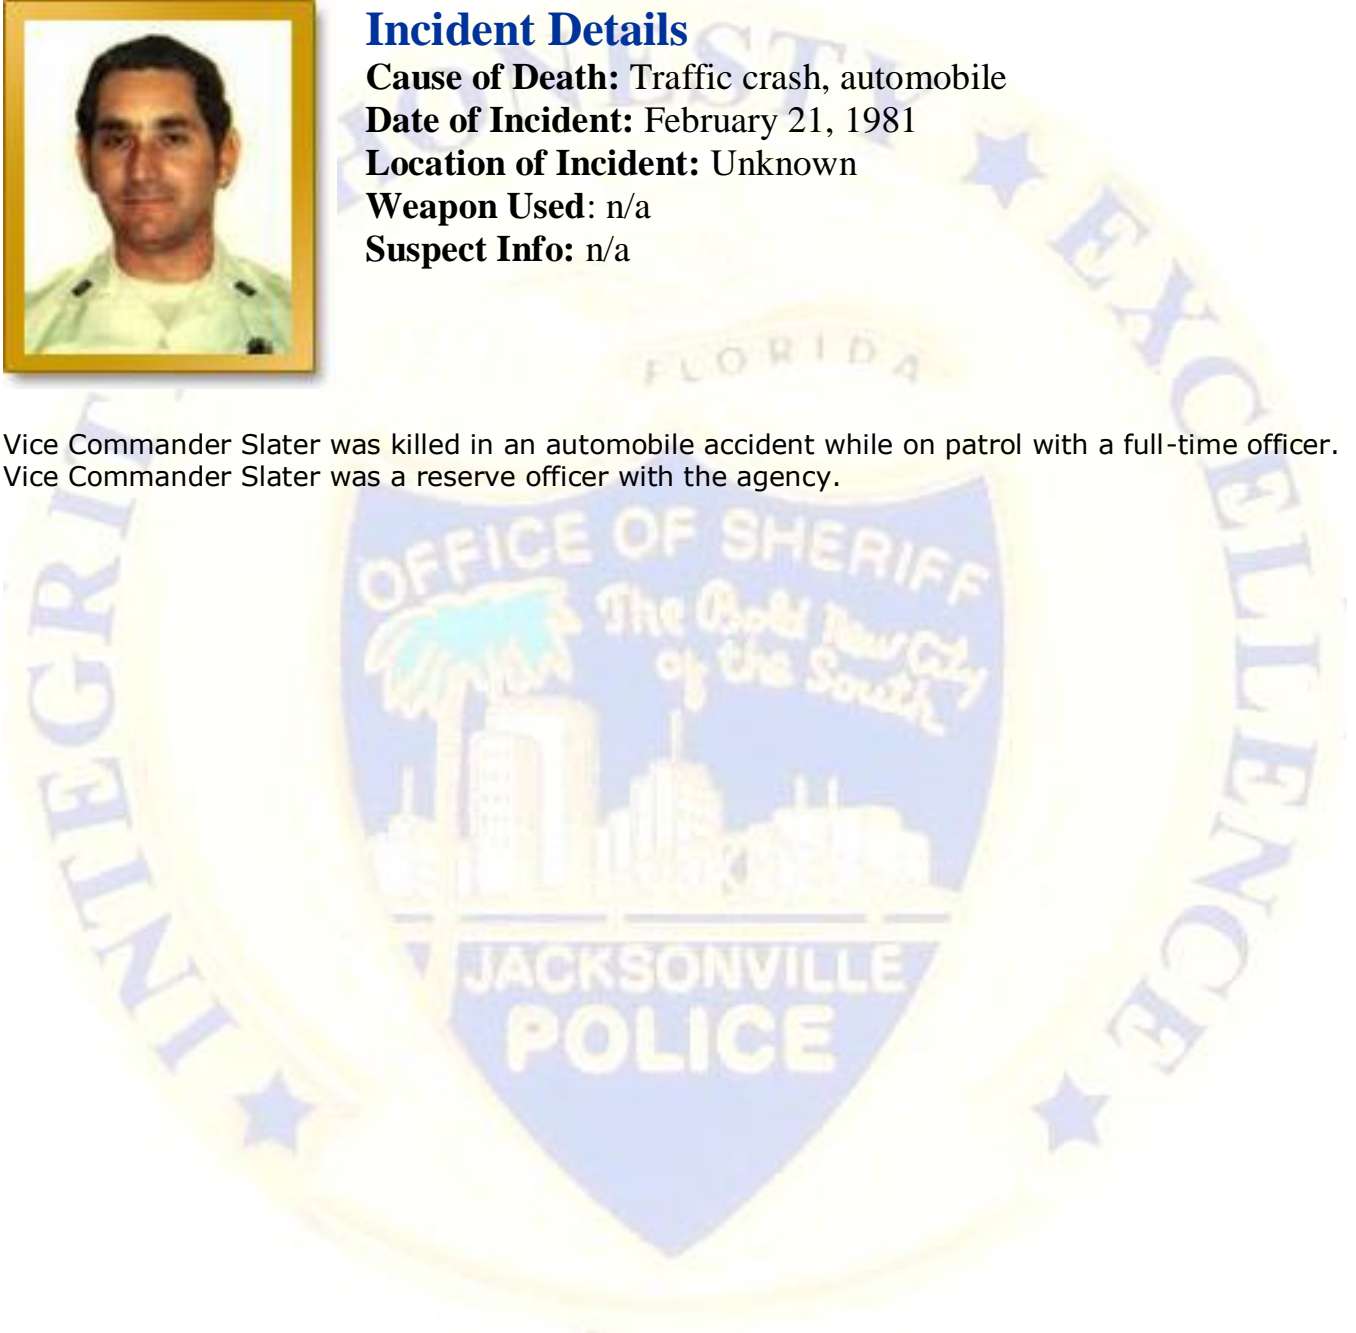 Incident Details
Cause of Death: Traffic crash, automobile
Date of Incident: February 21, 1981
Location of Incident: Unknown
Weapon Used: n/a
Suspect Info: n/a
Vice Commander Slater was killed in an automobile accident while on patrol with a full-time officer.
Vice Commander Slater was a reserve officer with the agency.
HONESTY
EXCELLENCE
INTEGRITY
FLORIDA
OFFICE OF SHERIFF
The Bold New City
of the South
JACKSONVILLE
POLICE